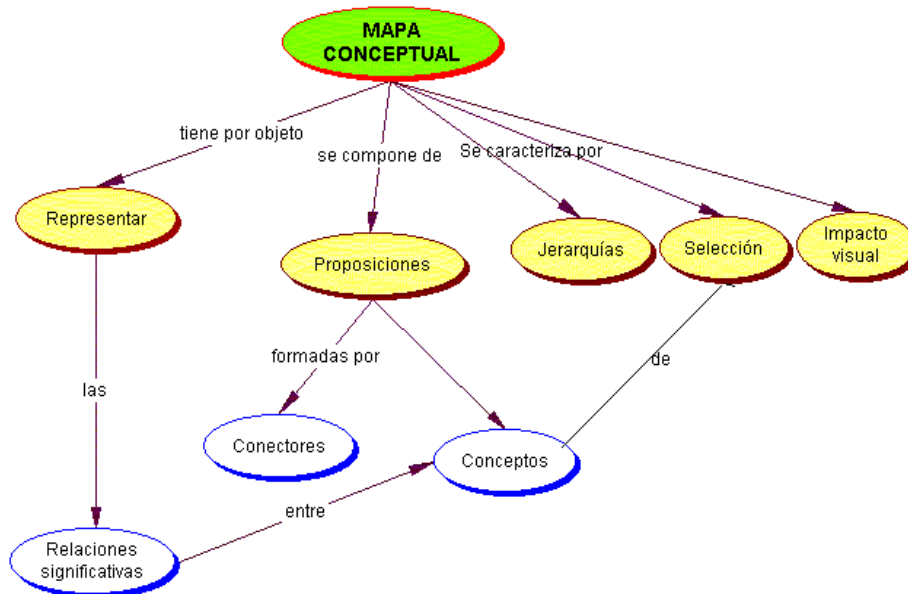 MAPA
CONCEPTUAL
tiene por objeto
se compone de
Se caracteriza por
Representar
Proposiciones
Jerarquías
Selección
Impacto
visual
formadas por
de
las
Conectores
Conceptos
entre
Relaciones
significativas